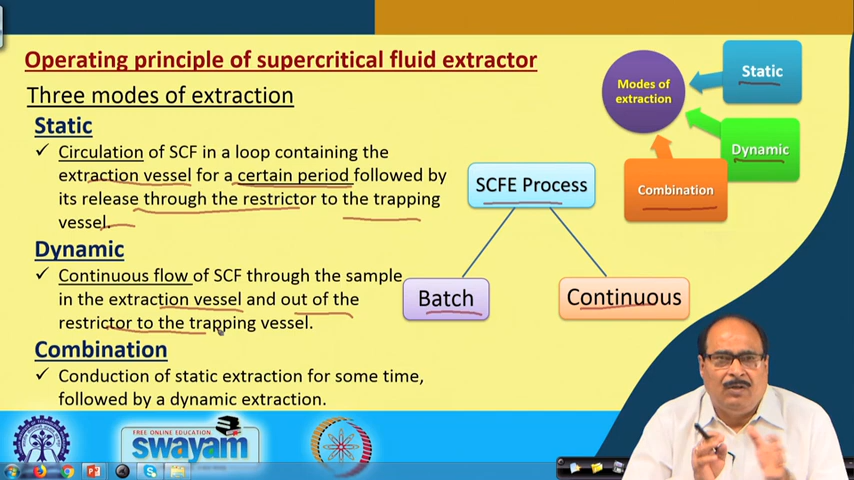 Operating principle of supercritical fluid extractor
Three modes of extraction
Static
✓ Circulation of SCF in a loop containing the
extraction vessel for a certain period followed by
its release through the restrictor to the trapping
vessel.
Dynamic
✓ Continuous flow of SCF through the sample
in the extraction vessel and out of the
restrictor to the trapping vessel.
Combination
✓ Conduction of static extraction for some time,
followed by a dynamic extraction.
Modes of
extraction
Static
Dynamic
Combination
SCFE Process
Batch
Continuous
FREE ONLINE EDUCATION
swayam